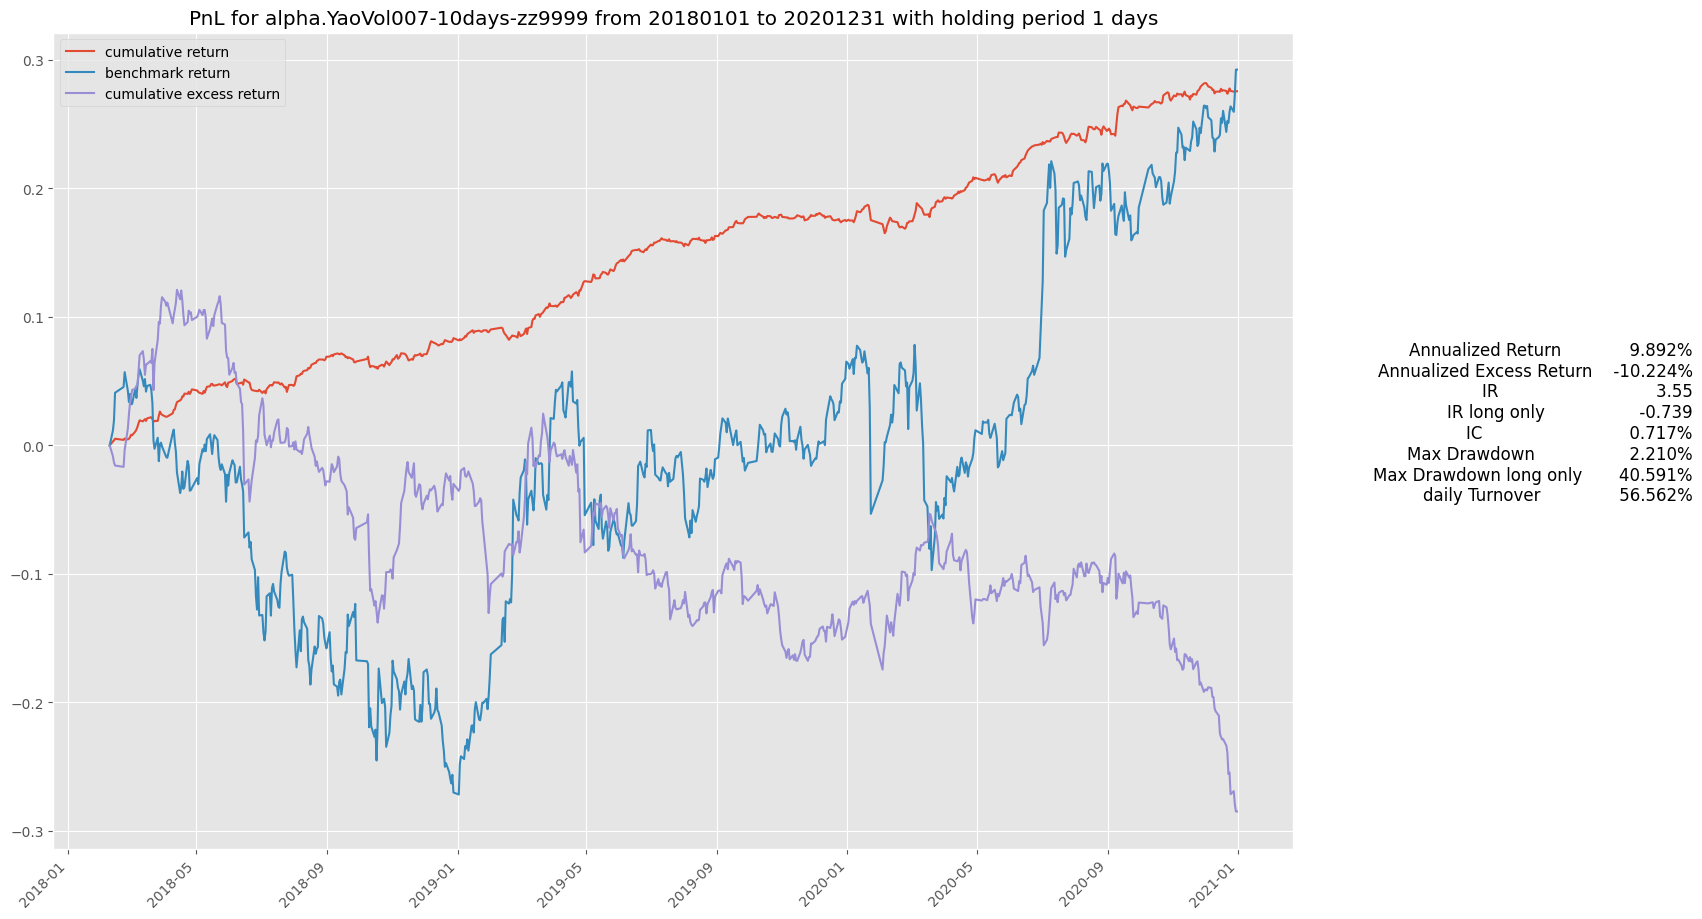 PnL for alpha.YaoVol007-10days-zz9999 from 20180101 to 20201231 with holding period 1 days
cumulative return
benchmark return
cumulative excess return
0.3
0.2
0.1
0.0
−0.1
−0.2
−0.3
2018-01
2018-05
2018-09
2019-01
2019-05
2019-09
2020-01
2020-05
2020-09
2021-01
Annualized Return 9.892%
Annualized Excess Return -10.224%
IR 3.55
IR long only -0.739
IC 0.717%
Max Drawdown 2.210%
Max Drawdown long only 40.591%
daily Turnover 56.562%